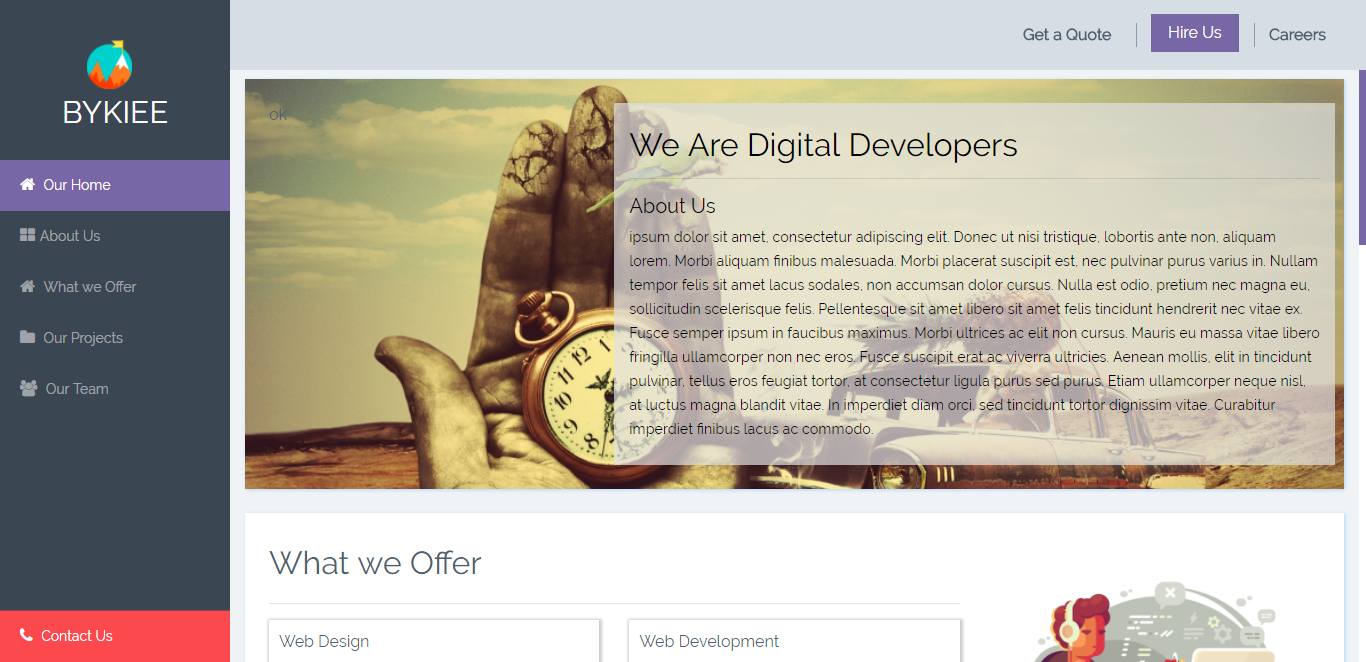 BYKIEE
Our Home
About Us
What we Offer
Our Projects
Our Team
Contact Us
Get a Quote
Hire Us
Careers
ok
We Are Digital Developers
About Us
ipsum dolor sit amet, consectetur adipiscing elit. Donec ut nisi tristique, lobortis ante non, aliquam
lorem. Morbi aliquam finibus malesuada. Morbi placerat suscipit est, nec pulvinar purus varius in. Nullam
tempor felis sit amet lacus sodales, non accumsan dolor cursus. Nulla est odio, pretium nec magna eu,
sollicitudin scelerisque felis. Pellentesque sit amet libero sit amet felis tincidunt hendrerit nec vitae ex.
Fusce semper ipsum in faucibus maximus. Morbi ultrices ac elit non cursus. Mauris eu massa vitae libero
fringilla ullamcorper non nec eros. Fusce suscipit erat ac viverra ultricies. Aenean mollis, elit in tincidunt
pulvinar, tellus eros feugiat tortor, at consectetur ligula purus sed purus. Etiam ullamcorper neque nisl,
at luctus magna blandit vitae. In imperdiet diam orci, sed tincidunt tortor dignissim vitae. Curabitur
imperdiet finibus lacus ac commodo.
12
11
10
9
8
7
6
What we Offer
Web Design
Web Development